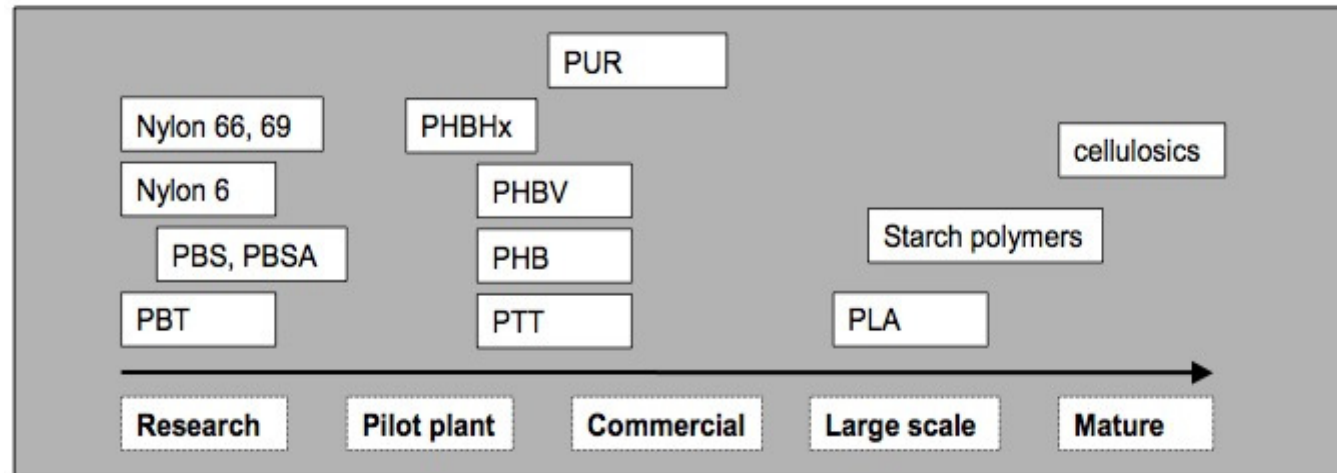 PUR
Nylon 66, 69
PHBHx
cellulosics
Nylon 6
PHBV
Starch polymers
PBS, PBSA
PHB
PBT
PTT
PLA
Research
Pilot plant
Commercial
Large scale
Mature